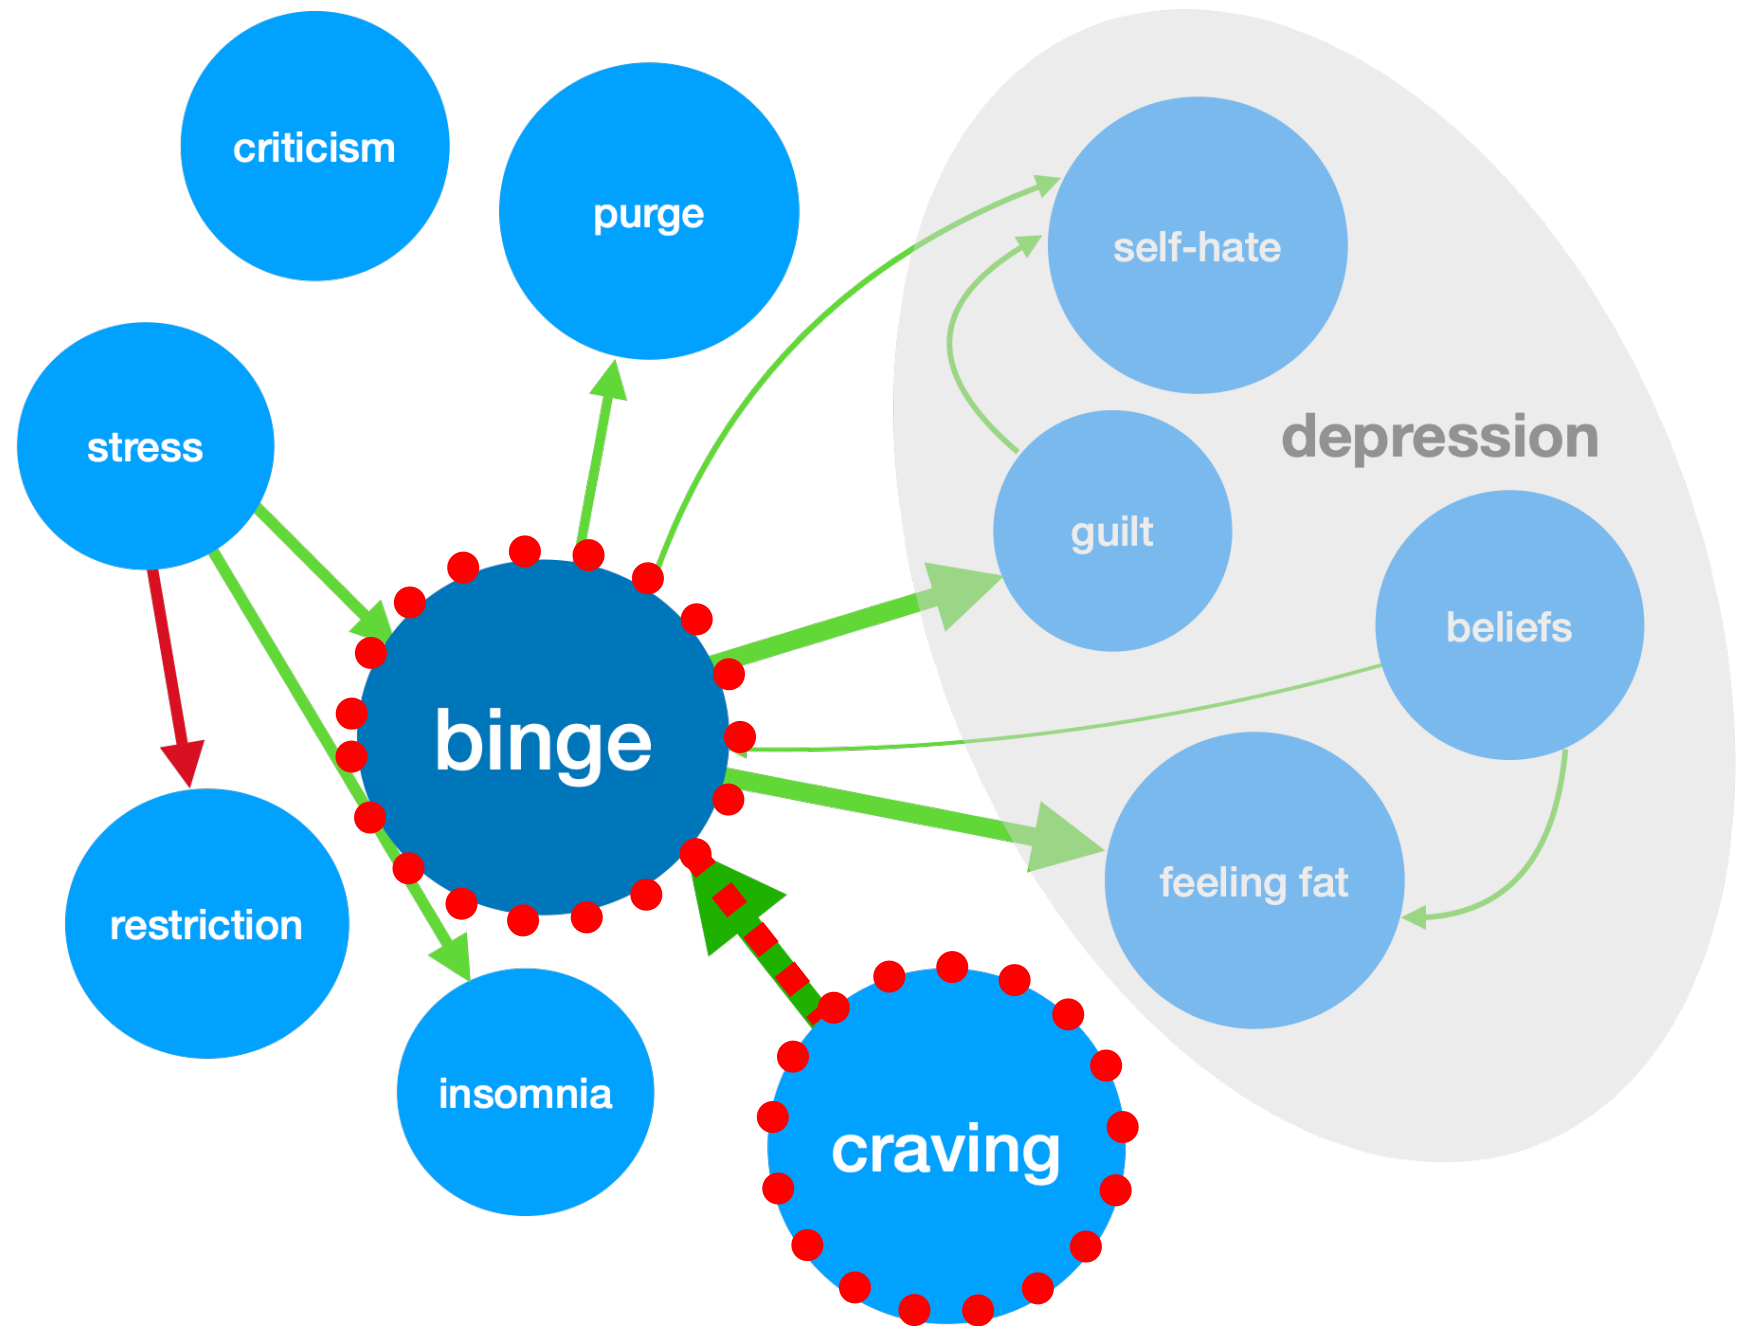 criticism
purge
self-hate
stress
depression
guilt
beliefs
binge
feeling fat
restriction
insomnia
craving